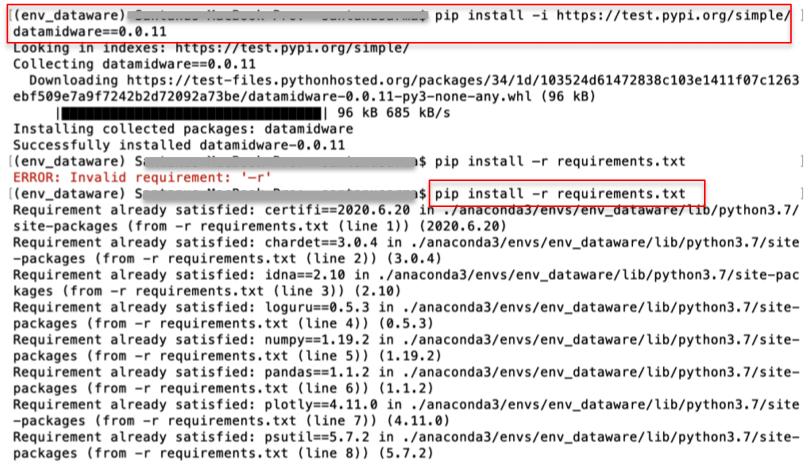 [(env_dataware) $ pip install -i https://test.pypi.org/simple/ ]
datamidware==0.0.11
Looking in indexes: https://test.pypi.org/simple/
Collecting datamidware==0.0.11
  Downloading https://test-files.pythonhosted.org/packages/34/1d/103524d61472838c103e1411f07c1263
ebf509e7a9f7242b2d72092a73be/datamidware-0.0.11-py3-none-any.whl (96 kB)
     |████████████████████████████████| 96 kB 685 kB/s
Installing collected packages: datamidware
Successfully installed datamidware-0.0.11
[(env_dataware) $ pip install –r requirements.txt ]
ERROR: Invalid requirement: '–r'
[(env_dataware) $ pip install -r requirements.txt ]
Requirement already satisfied: certifi==2020.6.20 in ./anaconda3/envs/env_dataware/lib/python3.7/
site-packages (from -r requirements.txt (line 1)) (2020.6.20)
Requirement already satisfied: chardet==3.0.4 in ./anaconda3/envs/env_dataware/lib/python3.7/site
-packages (from -r requirements.txt (line 2)) (3.0.4)
Requirement already satisfied: idna==2.10 in ./anaconda3/envs/env_dataware/lib/python3.7/site-pac
kages (from -r requirements.txt (line 3)) (2.10)
Requirement already satisfied: loguru==0.5.3 in ./anaconda3/envs/env_dataware/lib/python3.7/site-
packages (from -r requirements.txt (line 4)) (0.5.3)
Requirement already satisfied: numpy==1.19.2 in ./anaconda3/envs/env_dataware/lib/python3.7/site-
packages (from -r requirements.txt (line 5)) (1.19.2)
Requirement already satisfied: pandas==1.1.2 in ./anaconda3/envs/env_dataware/lib/python3.7/site-
packages (from -r requirements.txt (line 6)) (1.1.2)
Requirement already satisfied: plotly==4.11.0 in ./anaconda3/envs/env_dataware/lib/python3.7/site
-packages (from -r requirements.txt (line 7)) (4.11.0)
Requirement already satisfied: psutil==5.7.2 in ./anaconda3/envs/env_dataware/lib/python3.7/site-
packages (from -r requirements.txt (line 8)) (5.7.2)